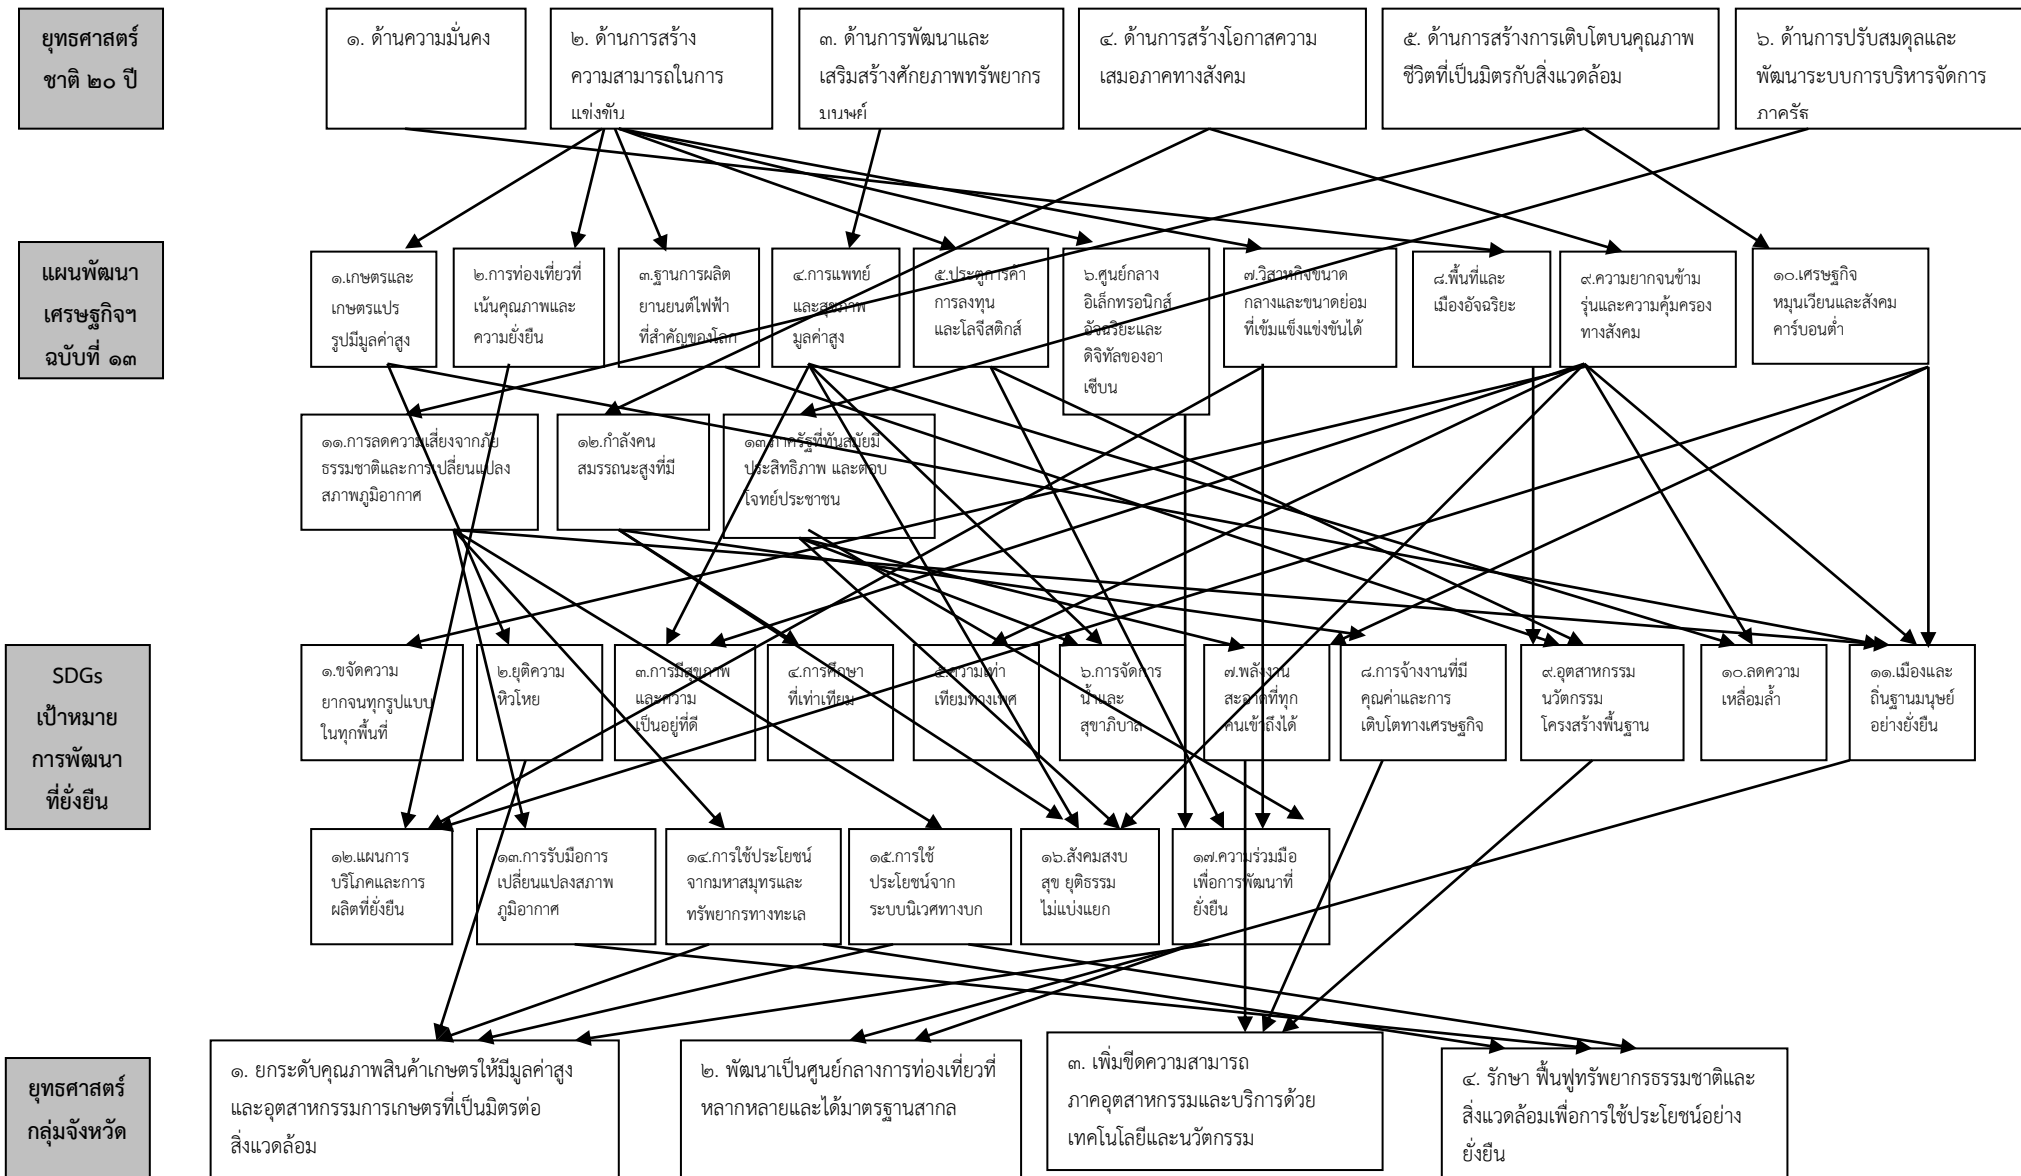 ยุทธศาสตร์
ชาติ ๒๐ ปี
๑. ด้านความมั่นคง
๒. ด้านการสร้าง
ความสามารถในการ
แข่งขัน
๓. ด้านการพัฒนาและ
เสริมสร้างศักยภาพทรัพยากร
มนุษย์
๔. ด้านการสร้างโอกาสความ
เสมอภาคทางสังคม
๕. ด้านการสร้างการเติบโตบนคุณภาพ
ชีวิตที่เป็นมิตรกับสิ่งแวดล้อม
๖. ด้านการปรับสมดุลและ
พัฒนาระบบการบริหารจัดการ
ภาครัฐ
แผนพัฒนา
เศรษฐกิจฯ
ฉบับที่ ๑๓
๑.เกษตรและ
เกษตรแปร
รูปมีมูลค่าสูง
๒.การท่องเที่ยวที่
เน้นคุณภาพและ
ความยั่งยืน
๓.ฐานการผลิต
ยานยนต์ไฟฟ้า
ที่สำคัญของโลก
๔.การแพทย์
และสุขภาพ
มูลค่าสูง
๕.ประตูการค้า
การลงทุน
และโลจีสติกส์
๖.ศูนย์กลาง
อิเล็กทรอนิกส์
อัจฉริยะและ
ดิจิทัลของอา
เซีบน
๗.วิสาหกิจขนาด
กลางและขนาดย่อม
ที่เข้มแข็งแข่งขันได้
๘.พื้นที่และ
เมืองอัจฉริยะ
๙.ความยากจนข้าม
รุ่นและความคุ้มครอง
ทางสังคม
๑๐.เศรษฐกิจ
หมุนเวียนและสังคม
คาร์บอนต่ำ
๑๑.การลดความเสี่ยงจากภัย
ธรรมชาติและการเปลี่ยนแปลง
สภาพภูมิอากาศ
๑๒.กำลังคน
สมรรถนะสูงที่มี
๑๓.ภาครัฐที่ทันสมัยมี
ประสิทธิภาพ และตอบ
โจทย์ประชาชน
SDGs
เป้าหมาย
การพัฒนา
ที่ยั่งยืน
๑.ขจัดความ
ยากจนทุกรูปแบบ
ในทุกพื้นที่
๒.ยุติความ
หิวโหย
๓.การมีสุขภาพ
และความ
เป็นอยู่ที่ดี
๔.การศึกษา
ที่เท่าเทียม
๕.ความเท่า
เทียมทางเพศ
๖.การจัดการ
น้ำและ
สุขาภิบาล
๗.พลังงาน
สะอาดที่ทุก
คนเข้าถึงได้
๘.การจ้างงานที่มี
คุณค่าและการ
เติบโตทางเศรษฐกิจ
๙.อุตสาหกรรม
นวัตกรรม
โครงสร้างพื้นฐาน
๑๐.ลดความ
เหลื่อมล้ำ
๑๑.เมืองและ
ถิ่นฐานมนุษย์
อย่างยั่งยืน
๑๒.แผนการ
บริโภคและการ
ผลิตที่ยั่งยืน
๑๓.การรับมือการ
เปลี่ยนแปลงสภาพ
ภูมิอากาศ
๑๔.การใช้ประโยชน์
จากมหาสมุทรและ
ทรัพยากรทางทะเล
๑๕.การใช้
ประโยชน์จาก
ระบบนิเวศทางบก
๑๖.สังคมสงบ
สุข ยุติธรรม
ไม่แบ่งแยก
๑๗.ความร่วมมือ
เพื่อการพัฒนาที่
ยั่งยืน
ยุทธศาสตร์
กลุ่มจังหวัด
๑. ยกระดับคุณภาพสินค้าเกษตรให้มีมูลค่าสูง
และอุตสาหกรรมการเกษตรที่เป็นมิตรต่อ
สิ่งแวดล้อม
๒. พัฒนาเป็นศูนย์กลางการท่องเที่ยวที่
หลากหลายและได้มาตรฐานสากล
๓. เพิ่มขีดความสามารถ
ภาคอุตสาหกรรมและบริการด้วย
เทคโนโลยีและนวัตกรรม
๔. รักษา ฟื้นฟูทรัพยากรธรรมชาติและ
สิ่งแวดล้อมเพื่อการใช้ประโยชน์อย่าง
ยั่งยืน